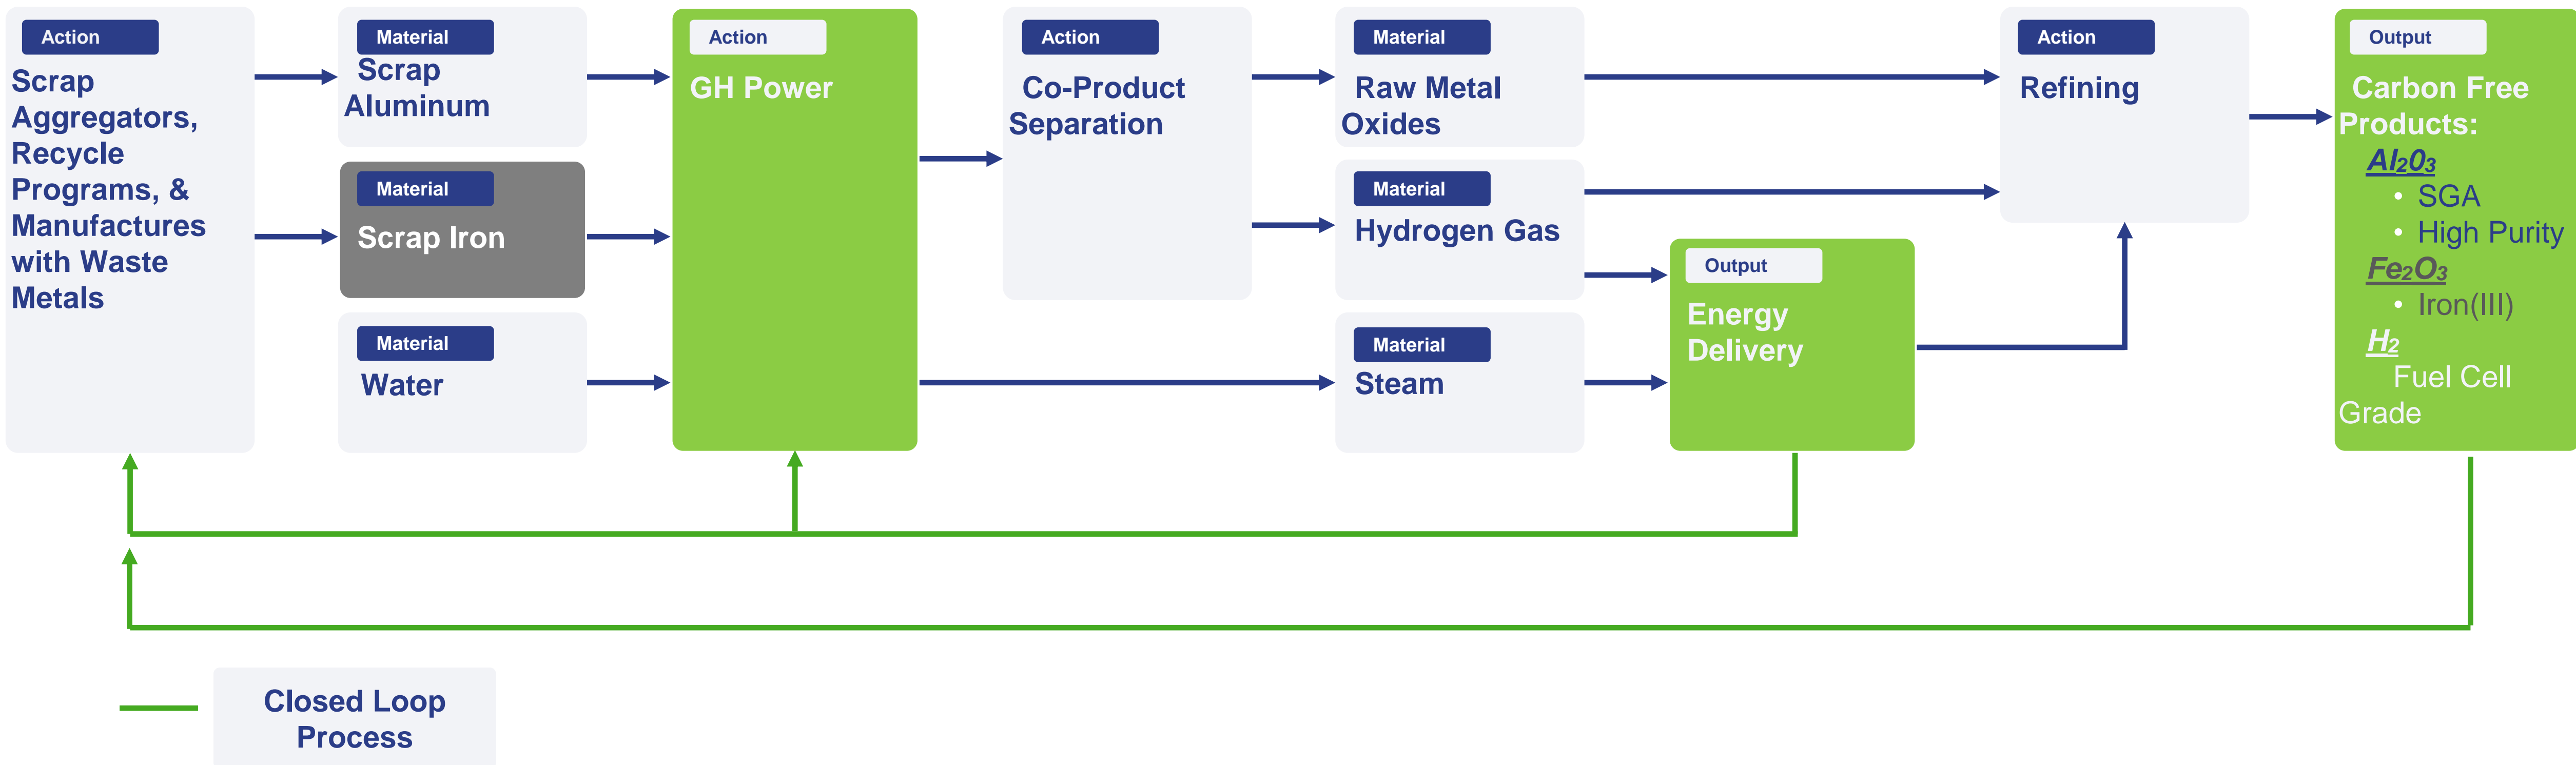 Action
Scrap
Aggregators,
Recycle
Programs, &
Manufactures
with Waste
Metals
Material
Scrap
Aluminum
Material
Scrap Iron
Material
Water
Action
GH Power
Action
Co-Product
Separation
Material
Raw Metal
Oxides
Material
Hydrogen Gas
Material
Steam
Output
Energy
Delivery
Action
Refining
Output
Carbon Free
Products:
Al₂0₃
• SGA
• High Purity
Fe₂O₃
• Iron(III)
H₂
Fuel Cell
Grade
Closed Loop
Process